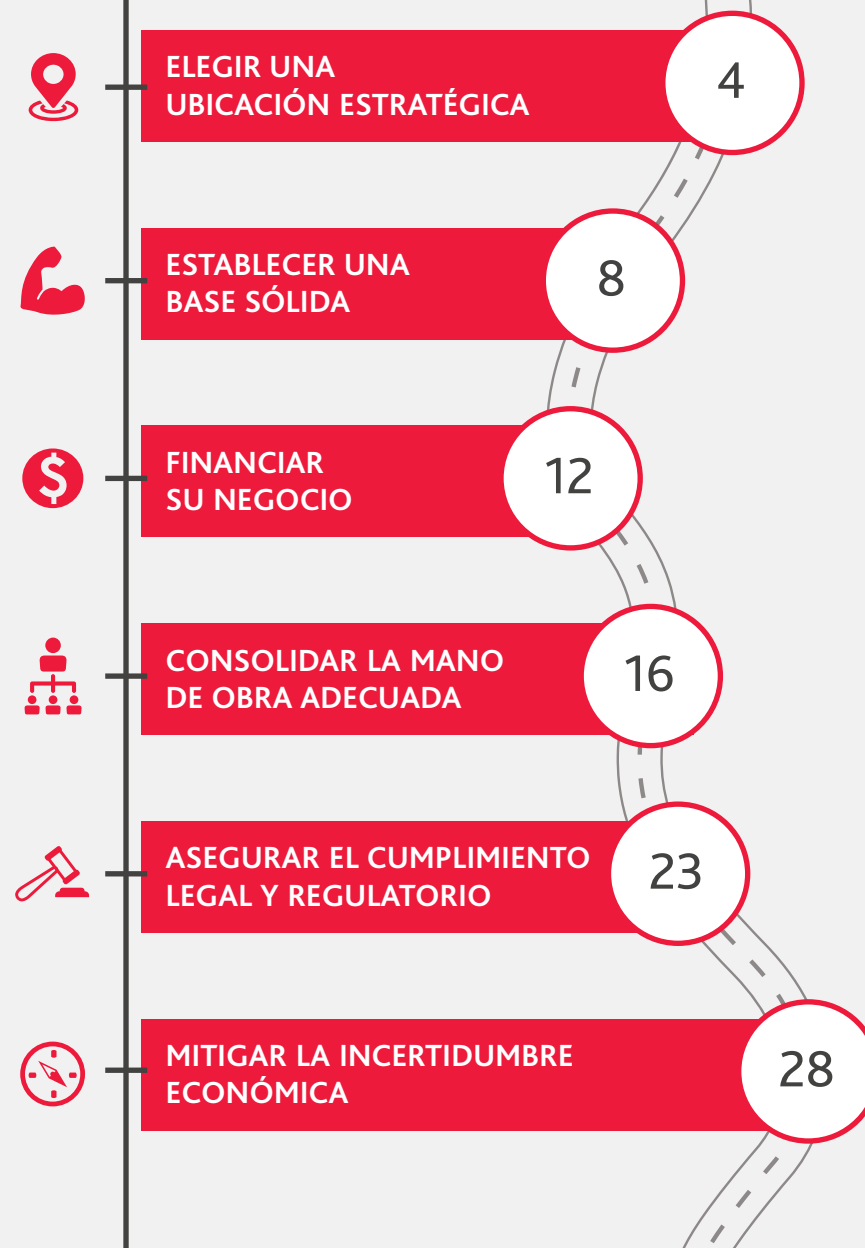 ELEGIR UNA
UBICACIÓN ESTRATÉGICA
4
ESTABLECER UNA
BASE SÓLIDA
8
FINANCIAR
SU NEGOCIO
12
CONSOLIDAR LA MANO
DE OBRA ADECUADA
16
ASEGURAR EL CUMPLIMIENTO
LEGAL Y REGULATORIO
23
MITIGAR LA INCERTIDUMBRE
ECONÓMICA
28